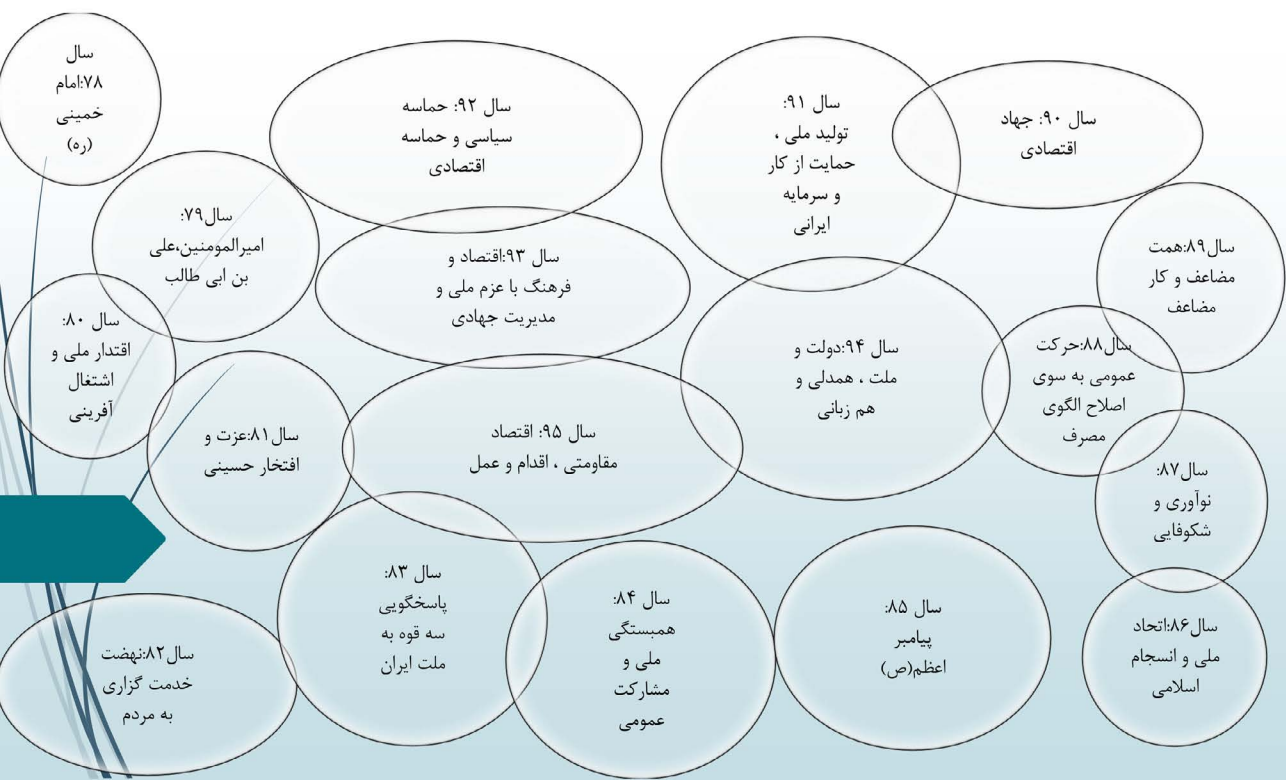 سال
۷۸:امام
خمینی
(ره)
سال۷۹:
امیرالمومنین،علی
بن ابی طالب
سال ۸۰:
اقتدار ملی و
اشتغال
آفرینی
سال۸۱:عزت و
افتخار حسینی
سال۸۲:نهضت
خدمت گزاری
به مردم
سال ۸۳:
پاسخگویی
سه قوه به
ملت ایران
سال ۸۴:
همبستگی
ملی و
مشارکت
عمومی
سال ۸۵:
پیامبر
اعظم(ص)
سال۸۶:اتحاد
ملی و انسجام
اسلامی
سال۸۷:
نوآوری و
شکوفایی
سال۸۸:حرکت
عمومی به سوی
اصلاح الگوی
مصرف
سال۸۹:همت
مضاعف و کار
مضاعف
سال ۹۰: جهاد
اقتصادی
سال ۹۱:
تولید ملی ،
حمایت از کار
و سرمایه
ایرانی
سال ۹۲: حماسه
سیاسی و حماسه
اقتصادی
سال ۹۳:اقتصاد و
فرهنگ با عزم ملی و
مدیریت جهادی
سال ۹۴:دولت و
ملت ، همدلی و
هم زبانی
سال ۹۵: اقتصاد
مقاومتی ، اقدام و عمل